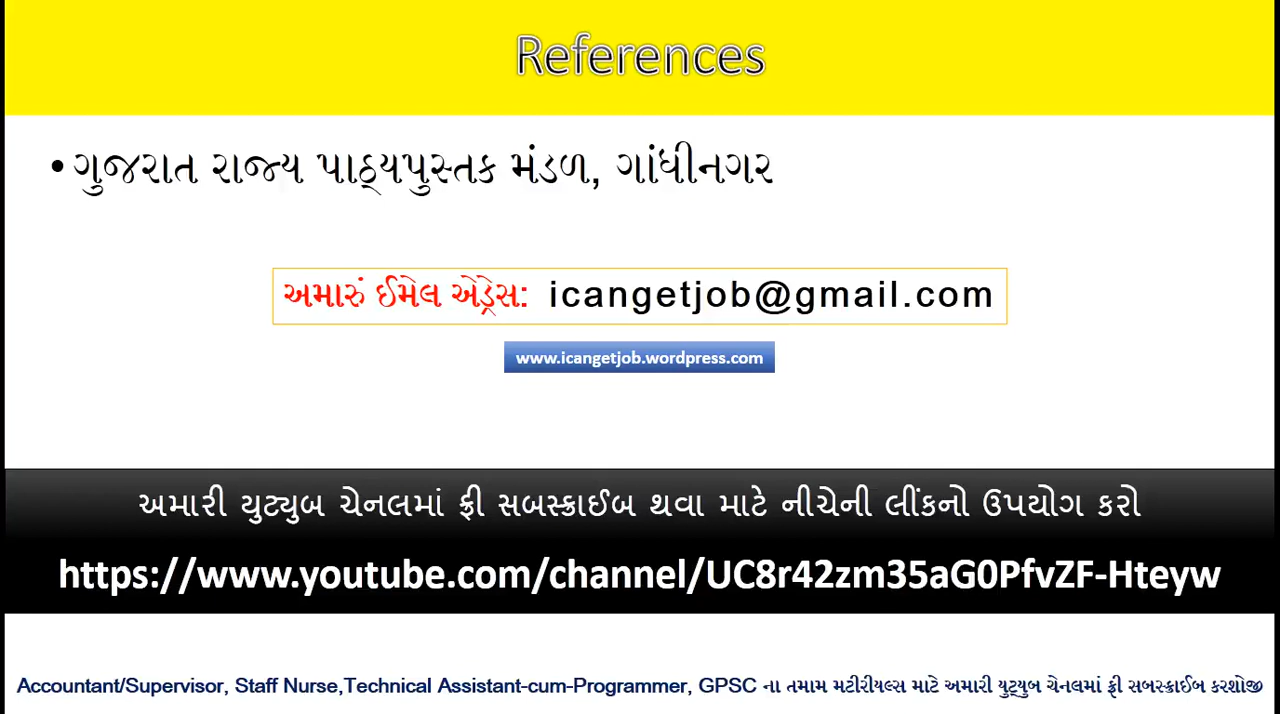 References
•ગુજરાત રાજ્ય પાઠ્યપુસ્તક મંડળ, ગાંધીનગર
અમારું ઈમેલ એડ્રેસ: icangetjob@gmail.com
www.icangetjob.wordpress.com
અમારી યુટ્યુબ ચેનલમાં ફ્રી સબસ્ક્રાઈબ થવા માટે નીચેની લીંકનો ઉપયોગ કરો
https://www.youtube.com/channel/UC8r42zm35aG0PfvZF-Hteyw
Accountant/Supervisor, Staff Nurse,Technical Assistant-cum-Programmer, GPSC ના તમામ મટીરીયલ્સ માટે અમારી યુટ્યુબ ચેનલમાં ફ્રી સબસ્ક્રાઈબ કરશોજી